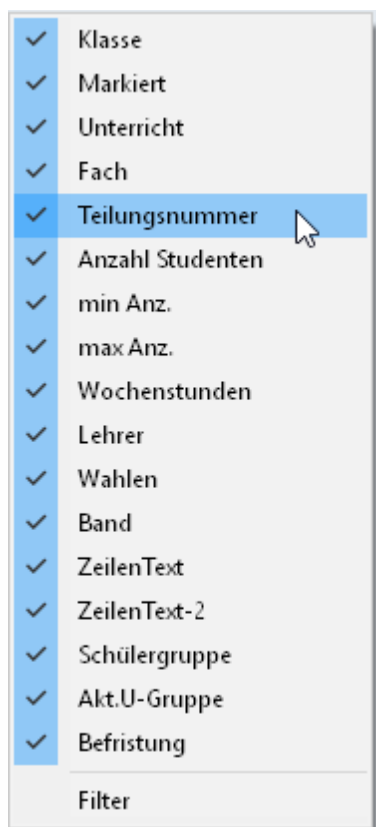 Klasse
Markiert
Unterricht
Fach
Teilungsnummer
Anzahl Studenten
min Anz.
max Anz.
Wochenstunden
Lehrer
Wahlen
Band
ZeilenText
ZeilenText-2
Schülergruppe
Akt.U-Gruppe
Befristung
Filter